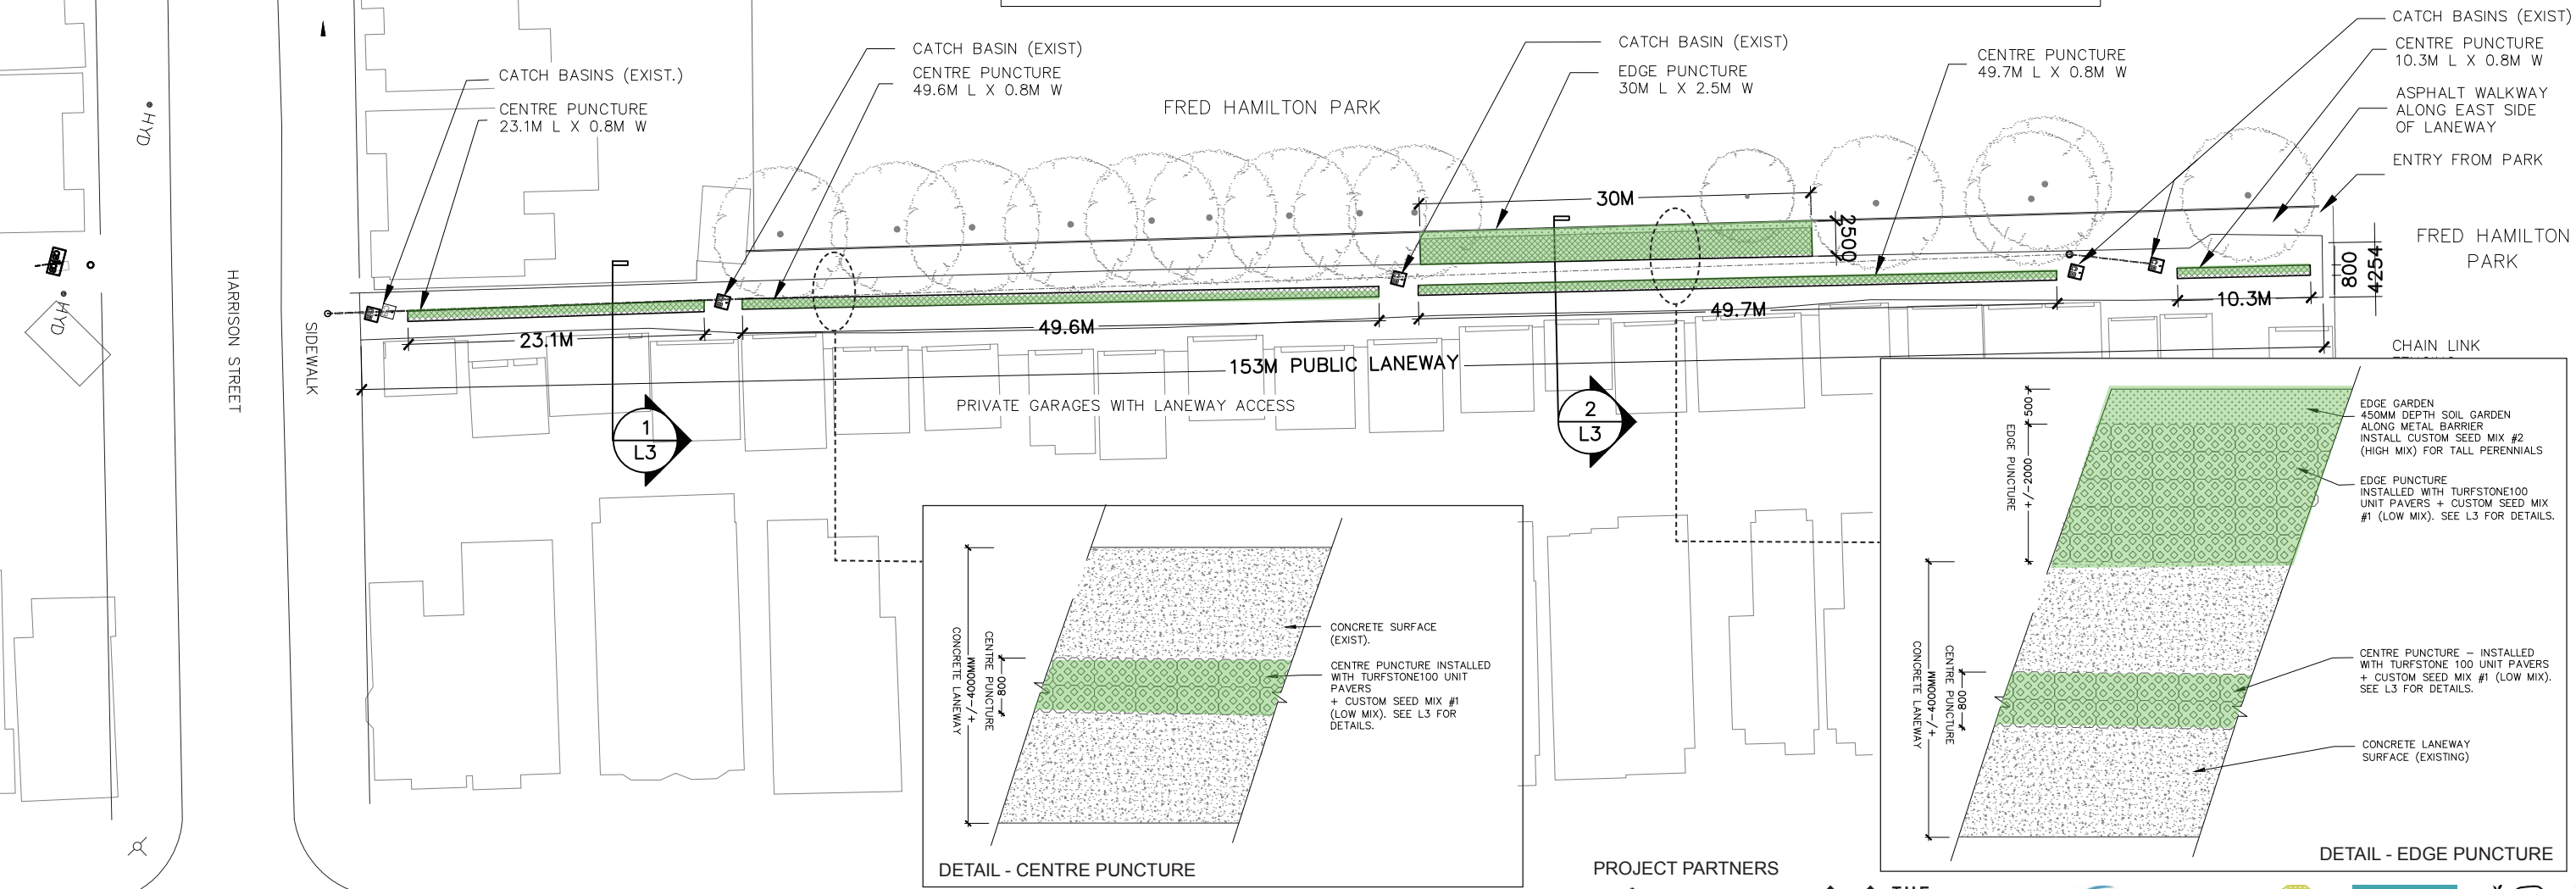 CATCH BASINS (EXIST.)
CENTRE PUNCTURE
23.1M L X 0.8M W
CATCH BASIN (EXIST)
CENTRE PUNCTURE
49.6M L X 0.8M W
FRED HAMILTON PARK
CATCH BASIN (EXIST)
EDGE PUNCTURE
30M L X 2.5M W
CENTRE PUNCTURE
49.7M L X 0.8M W
CATCH BASINS (EXIST)
CENTRE PUNCTURE
10.3M L X 0.8M W
ASPHALT WALKWAY
ALONG EAST SIDE
OF LANEWAY
ENTRY FROM PARK
FRED HAMILTON
PARK
CHAIN LINK
HYD
HYD
HARRISON STREET
SIDEWALK
30M
2500
800
4254
23.1M
49.6M
49.7M
10.3M
153M PUBLIC LANEWAY
PRIVATE GARAGES WITH LANEWAY ACCESS
1
L3
2
L3
CONCRETE LANEWAY
+/-4000MM
CENTRE PUNCTURE
800
CONCRETE SURFACE
(EXIST).
CENTRE PUNCTURE INSTALLED
WITH TURFSTONE100 UNIT
PAVERS
+ CUSTOM SEED MIX #1
(LOW MIX). SEE L3 FOR
DETAILS.
DETAIL - CENTRE PUNCTURE
500
EDGE PUNCTURE
+/-2000
CONCRETE LANEWAY
+/-4000MM
CENTRE PUNCTURE
800
EDGE GARDEN
450MM DEPTH SOIL GARDEN
ALONG METAL BARRIER
INSTALL CUSTOM SEED MIX #2
(HIGH MIX) FOR TALL PERENNIALS
EDGE PUNCTURE
INSTALLED WITH TURFSTONE100
UNIT PAVERS + CUSTOM SEED MIX
#1 (LOW MIX). SEE L3 FOR DETAILS.
CENTRE PUNCTURE – INSTALLED
WITH TURFSTONE 100 UNIT PAVERS
+ CUSTOM SEED MIX #1 (LOW MIX).
SEE L3 FOR DETAILS.
CONCRETE LANEWAY
SURFACE (EXISTING)
DETAIL - EDGE PUNCTURE
PROJECT PARTNERS
THE